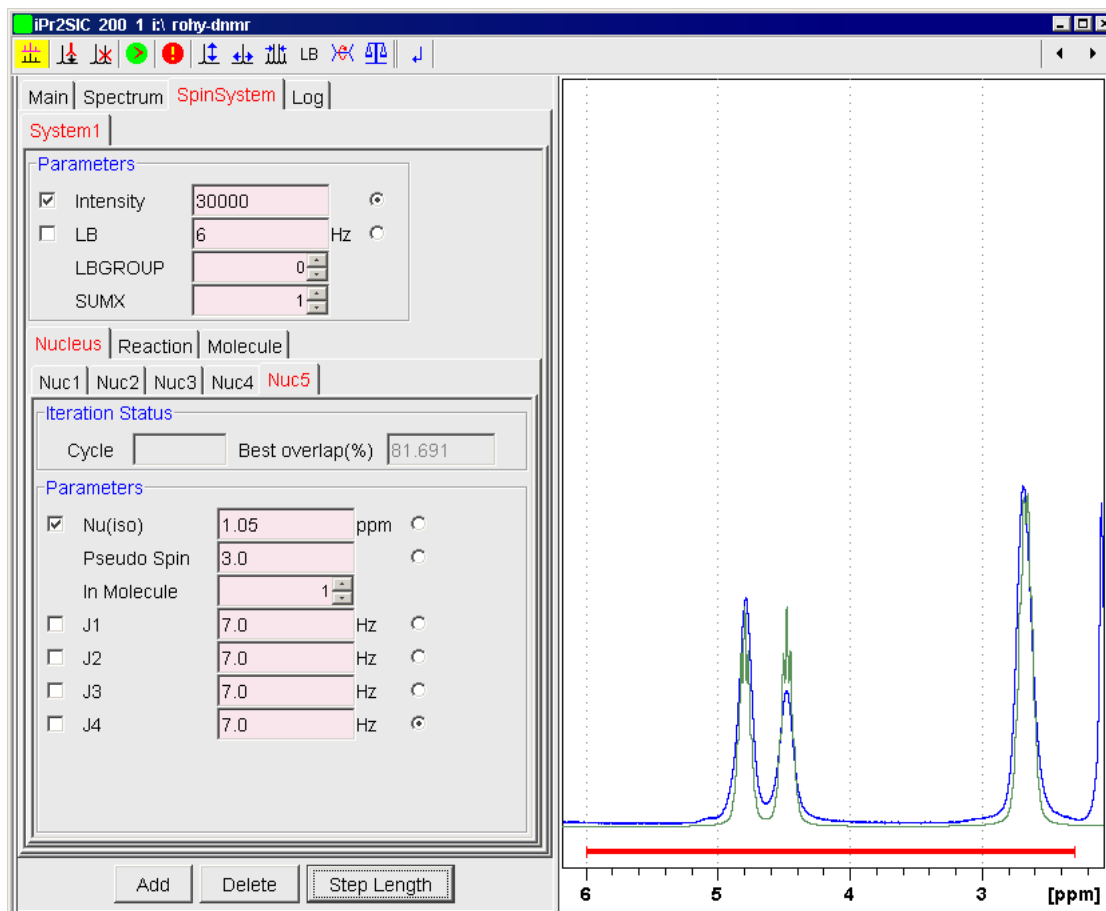 iPr2SIC 200 1 i:\ rohy-dnmr
LB
Main Spectrum SpinSystem Log
System1
Parameters
Intensity 30000
LB 6 Hz
LBGROUP 0
SUMX 1
Nucleus Reaction Molecule
Nuc1 Nuc2 Nuc3 Nuc4 Nuc5
Iteration Status
Cycle Best overlap(%) 81.691
Parameters
Nu(iso) 1.05 ppm
Pseudo Spin 3.0
In Molecule 1
J1 7.0 Hz
J2 7.0 Hz
J3 7.0 Hz
J4 7.0 Hz
Add Delete Step Length
6 5 4 3 [ppm]